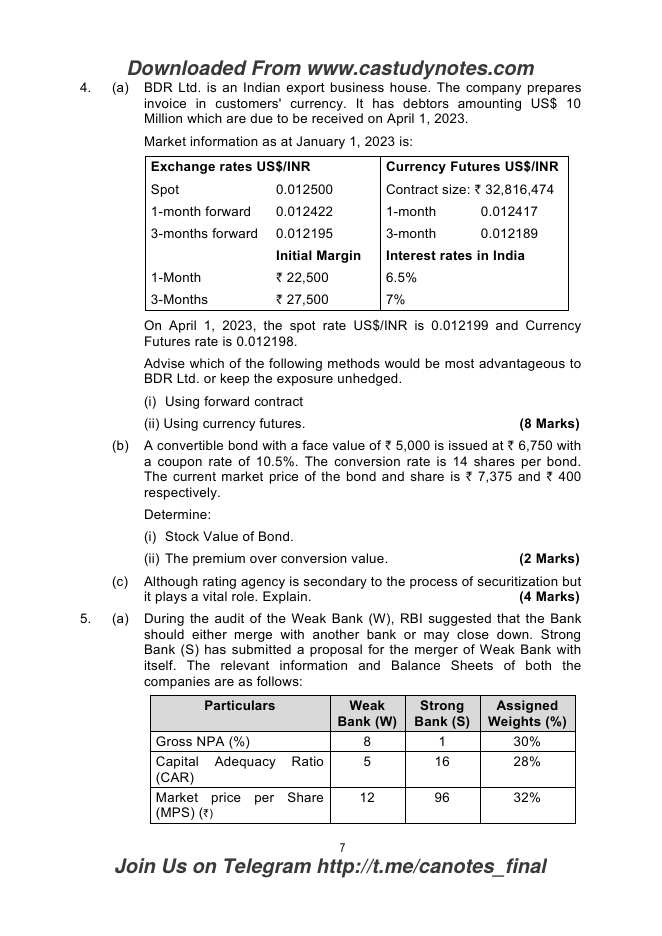 Downloaded From www.castudynotes.com
4. (a) BDR Ltd. is an Indian export business house. The company prepares
invoice in customers' currency. It has debtors amounting US$ 10
Million which are due to be received on April 1, 2023.
Market information as at January 1, 2023 is:
Exchange rates US$/INR Currency Futures US$/INR
Spot 0.012500 Contract size: ₹ 32,816,474
1-month forward 0.012422 1-month 0.012417
3-months forward 0.012195 3-month 0.012189
Initial Margin Interest rates in India
1-Month ₹ 22,500 6.5%
3-Months ₹ 27,500 7%
On April 1, 2023, the spot rate US$/INR is 0.012199 and Currency
Futures rate is 0.012198.
Advise which of the following methods would be most advantageous to
BDR Ltd. or keep the exposure unhedged.
(i) Using forward contract
(ii) Using currency futures. (8 Marks)
(b) A convertible bond with a face value of ₹ 5,000 is issued at ₹ 6,750 with
a coupon rate of 10.5%. The conversion rate is 14 shares per bond.
The current market price of the bond and share is ₹ 7,375 and ₹ 400
respectively.
Determine:
(i) Stock Value of Bond.
(ii) The premium over conversion value. (2 Marks)
(c) Although rating agency is secondary to the process of securitization but
it plays a vital role. Explain. (4 Marks)
5. (a) During the audit of the Weak Bank (W), RBI suggested that the Bank
should either merge with another bank or may close down. Strong
Bank (S) has submitted a proposal for the merger of Weak Bank with
itself. The relevant information and Balance Sheets of both the
companies are as follows:
Particulars Weak Strong Assigned
Bank (W) Bank (S) Weights (%)
Gross NPA (%) 8 1 30%
Capital Adequacy Ratio 5 16 28%
(CAR)
Market price per Share 12 96 32%
(MPS) (₹)
7
Join Us on Telegram http://t.me/canotes_final